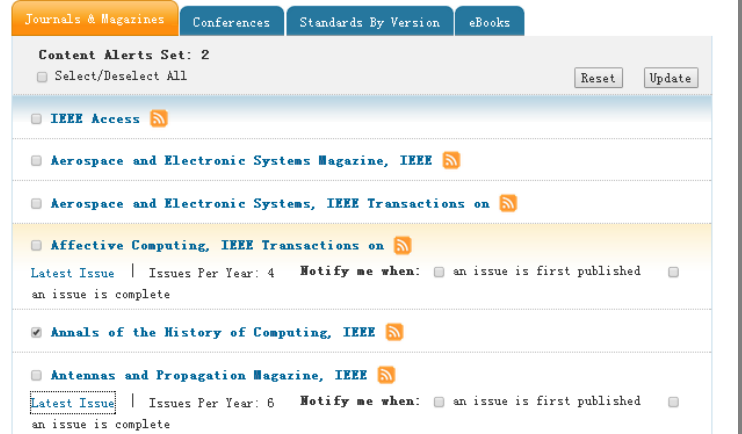 Journals & Magazines Conferences Standards By Version eBooks
Content Alerts Set: 2
Select/Deselect All Reset Update
IEEE Access
Aerospace and Electronic Systems Magazine, IEEE
Aerospace and Electronic Systems, IEEE Transactions on
Affective Computing, IEEE Transactions on
Latest Issue | Issues Per Year: 4 Notify me when: an issue is first published
an issue is complete
Annals of the History of Computing, IEEE
Antennas and Propagation Magazine, IEEE
Latest Issue | Issues Per Year: 6 Notify me when: an issue is first published
an issue is complete